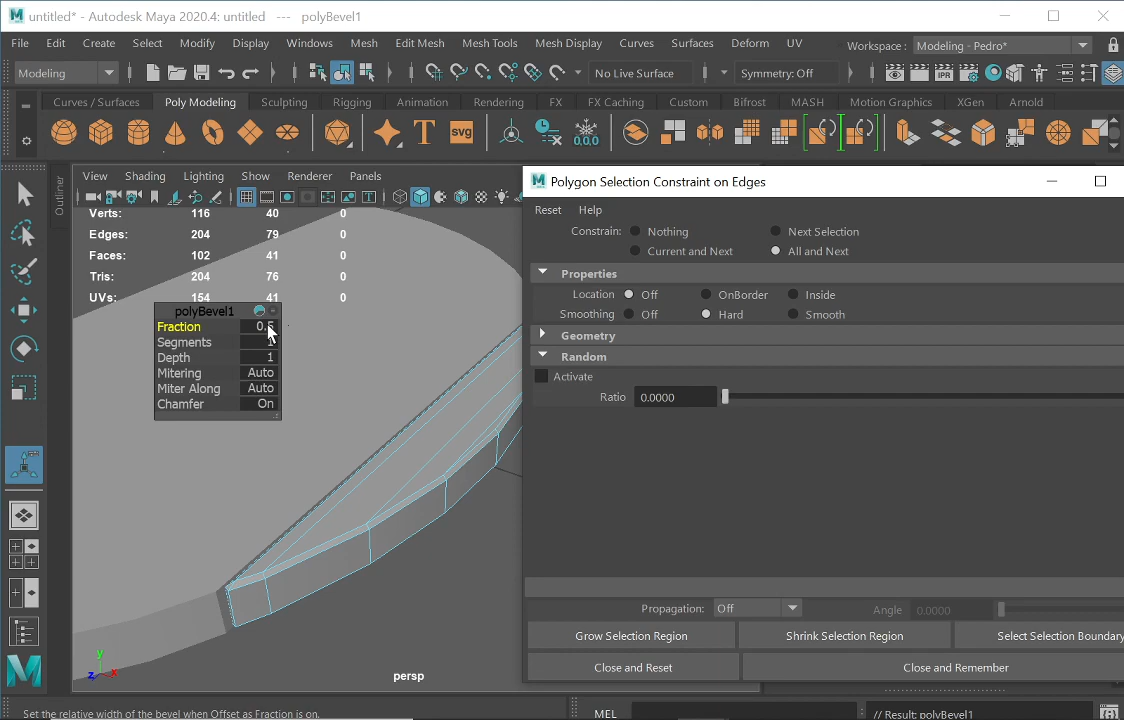 untitled* - Autodesk Maya 2020.4: untitled --- polyBevel1
File Edit Create Select Modify Display Windows Mesh Edit Mesh Mesh Tools Mesh Display Curves Surfaces Deform UV Workspace : Modeling - Pedro*
Modeling No Live Surface Symmetry: Off IPR
Curves / Surfaces Poly Modeling Sculpting Rigging Animation Rendering FX FX Caching Custom Bifrost MASH Motion Graphics XGen Arnold
T SVG 0,0,0
Outliner
View Shading Lighting Show Renderer Panels
Verts: 116 40 0
Edges: 204 79 0
Faces: 102 41 0
Tris: 204 76 0
UVs: 154 41 0
polyBevel1
Fraction 0.5
Segments 1
Depth 1
Mitering Auto
Miter Along Auto
Chamfer On
Polygon Selection Constraint on Edges
Reset Help
Constrain: Nothing Next Selection
Current and Next All and Next
Properties
Location Off OnBorder Inside
Smoothing Off Hard Smooth
Geometry
Random
Activate
Ratio 0.0000
Propagation: Off Angle 0.0000
Grow Selection Region Shrink Selection Region Select Selection Boundary
Close and Reset Close and Remember
y
z x
persp
M
Set the relative width of the bevel when Offset as Fraction is on.
MEL // Result: polyBevel1